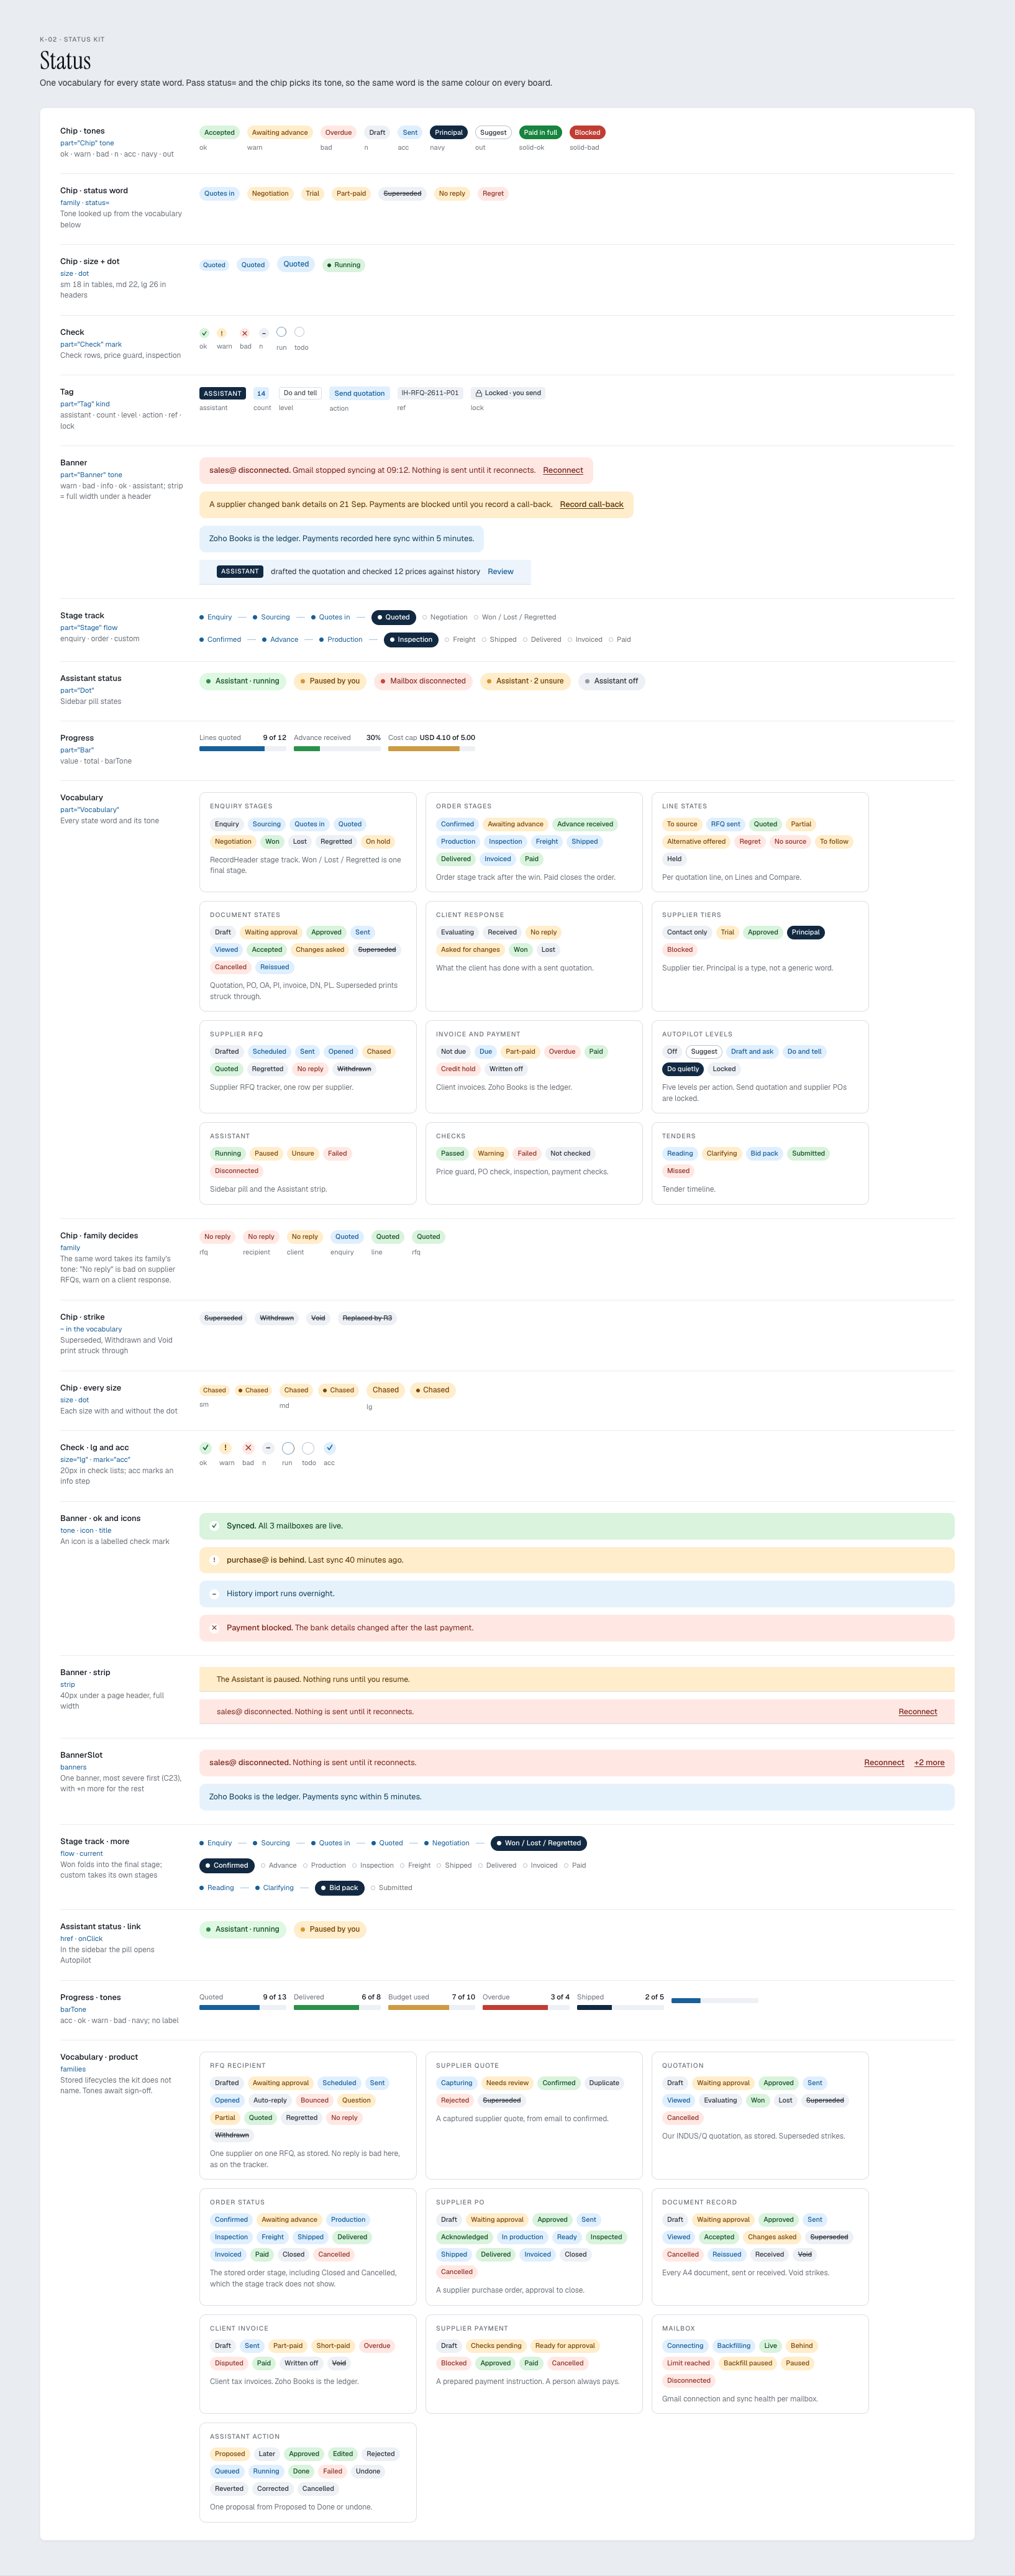 K-02 · STATUS KIT
Status
One vocabulary for every state word. Pass status= and the chip picks its tone, so the same word is the same colour on every board.
Chip · tones
part="Chip" tone
ok · warn · bad · n · acc · navy · out
Accepted Awaiting advance Overdue Draft Sent Principal Suggest Paid in full Blocked
ok warn bad n acc navy out solid-ok solid-bad
Chip · status word
family · status=
Tone looked up from the vocabulary
below
Quotes in Negotiation Trial Part-paid Superseded No reply Regret
Chip · size + dot
size · dot
sm 18 in tables, md 22, lg 26 in
headers
Quoted Quoted Quoted Running
Check
part="Check" mark
Check rows, price guard, inspection
ok warn bad n run todo
Tag
part="Tag" kind
assistant · count · level · action · ref ·
lock
ASSISTANT 14 Do and tell Send quotation IH-RFQ-2611-P01 Locked · you send
assistant count level action ref lock
Banner
part="Banner" tone
warn · bad · info · ok · assistant; strip
= full width under a header
sales@ disconnected. Gmail stopped syncing at 09:12. Nothing is sent until it reconnects. Reconnect
A supplier changed bank details on 21 Sep. Payments are blocked until you record a call-back. Record call-back
Zoho Books is the ledger. Payments recorded here sync within 5 minutes.
ASSISTANT drafted the quotation and checked 12 prices against history Review
Stage track
part="Stage" flow
enquiry · order · custom
Enquiry Sourcing Quotes in Quoted Negotiation Won / Lost / Regretted
Confirmed Advance Production Inspection Freight Shipped Delivered Invoiced Paid
Assistant status
part="Dot"
Sidebar pill states
Assistant · running Paused by you Mailbox disconnected Assistant · 2 unsure Assistant off
Progress
part="Bar"
value · total · barTone
Lines quoted 9 of 12 Advance received 30% Cost cap USD 4.10 of 5.00
Vocabulary
part="Vocabulary"
Every state word and its tone
ENQUIRY STAGES
Enquiry Sourcing Quotes in Quoted
Negotiation Won Lost Regretted On hold
RecordHeader stage track. Won / Lost / Regretted is one
final stage.
ORDER STAGES
Confirmed Awaiting advance Advance received
Production Inspection Freight Shipped
Delivered Invoiced Paid
Order stage track after the win. Paid closes the order.
LINE STATES
To source RFQ sent Quoted Partial
Alternative offered Regret No source To follow
Held
Per quotation line, on Lines and Compare.
DOCUMENT STATES
Draft Waiting approval Approved Sent
Viewed Accepted Changes asked Superseded
Cancelled Reissued
Quotation, PO, OA, PI, invoice, DN, PL. Superseded prints
struck through.
CLIENT RESPONSE
Evaluating Received No reply
Asked for changes Won Lost
What the client has done with a sent quotation.
SUPPLIER TIERS
Contact only Trial Approved Principal
Blocked
Supplier tier. Principal is a type, not a generic word.
SUPPLIER RFQ
Drafted Scheduled Sent Opened Chased
Quoted Regretted No reply Withdrawn
Supplier RFQ tracker, one row per supplier.
INVOICE AND PAYMENT
Not due Due Part-paid Overdue Paid
Credit hold Written off
Client invoices. Zoho Books is the ledger.
AUTOPILOT LEVELS
Off Suggest Draft and ask Do and tell
Do quietly Locked
Five levels per action. Send quotation and supplier POs
are locked.
ASSISTANT
Running Paused Unsure Failed
Disconnected
Sidebar pill and the Assistant strip.
CHECKS
Passed Warning Failed Not checked
Price guard, PO check, inspection, payment checks.
TENDERS
Reading Clarifying Bid pack Submitted
Missed
Tender timeline.
Chip · family decides
family
The same word takes its family's
tone: "No reply" is bad on supplier
RFQs, warn on a client response.
No reply No reply No reply Quoted Quoted Quoted
rfq recipient client enquiry line rfq
Chip · strike
~ in the vocabulary
Superseded, Withdrawn and Void
print struck through
Superseded Withdrawn Void Replaced by R3
Chip · every size
size · dot
Each size with and without the dot
Chased Chased Chased Chased Chased Chased
sm md lg
Check · lg and acc
size="lg" · mark="acc"
20px in check lists; acc marks an
info step
ok warn bad n run todo acc
Banner · ok and icons
tone · icon · title
An icon is a labelled check mark
Synced. All 3 mailboxes are live.
purchase@ is behind. Last sync 40 minutes ago.
History import runs overnight.
Payment blocked. The bank details changed after the last payment.
Banner · strip
strip
40px under a page header, full
width
The Assistant is paused. Nothing runs until you resume.
sales@ disconnected. Nothing is sent until it reconnects. Reconnect
BannerSlot
banners
One banner, most severe first (C23),
with +n more for the rest
sales@ disconnected. Nothing is sent until it reconnects. Reconnect +2 more
Zoho Books is the ledger. Payments sync within 5 minutes.
Stage track · more
flow · current
Won folds into the final stage;
custom takes its own stages
Enquiry Sourcing Quotes in Quoted Negotiation Won / Lost / Regretted
Confirmed Advance Production Inspection Freight Shipped Delivered Invoiced Paid
Reading Clarifying Bid pack Submitted
Assistant status · link
href · onClick
In the sidebar the pill opens
Autopilot
Assistant · running Paused by you
Progress · tones
barTone
acc · ok · warn · bad · navy; no label
Quoted 9 of 13 Delivered 6 of 8 Budget used 7 of 10 Overdue 3 of 4 Shipped 2 of 5
Vocabulary · product
families
Stored lifecycles the kit does not
name. Tones await sign-off.
RFQ RECIPIENT
Drafted Awaiting approval Scheduled Sent
Opened Auto-reply Bounced Question
Partial Quoted Regretted No reply
Withdrawn
One supplier on one RFQ, as stored. No reply is bad here,
as on the tracker.
SUPPLIER QUOTE
Capturing Needs review Confirmed Duplicate
Rejected Superseded
A captured supplier quote, from email to confirmed.
QUOTATION
Draft Waiting approval Approved Sent
Viewed Evaluating Won Lost Superseded
Cancelled
Our INDUS/Q quotation, as stored. Superseded strikes.
ORDER STATUS
Confirmed Awaiting advance Production
Inspection Freight Shipped Delivered
Invoiced Paid Closed Cancelled
The stored order stage, including Closed and Cancelled,
which the stage track does not show.
SUPPLIER PO
Draft Waiting approval Approved Sent
Acknowledged In production Ready Inspected
Shipped Delivered Invoiced Closed
Cancelled
A supplier purchase order, approval to close.
DOCUMENT RECORD
Draft Waiting approval Approved Sent
Viewed Accepted Changes asked Superseded
Cancelled Reissued Received Void
Every A4 document, sent or received. Void strikes.
CLIENT INVOICE
Draft Sent Part-paid Short-paid Overdue
Disputed Paid Written off Void
Client tax invoices. Zoho Books is the ledger.
SUPPLIER PAYMENT
Draft Checks pending Ready for approval
Blocked Approved Paid Cancelled
A prepared payment instruction. A person always pays.
MAILBOX
Connecting Backfilling Live Behind
Limit reached Backfill paused Paused
Disconnected
Gmail connection and sync health per mailbox.
ASSISTANT ACTION
Proposed Later Approved Edited Rejected
Queued Running Done Failed Undone
Reverted Corrected Cancelled
One proposal from Proposed to Done or undone.